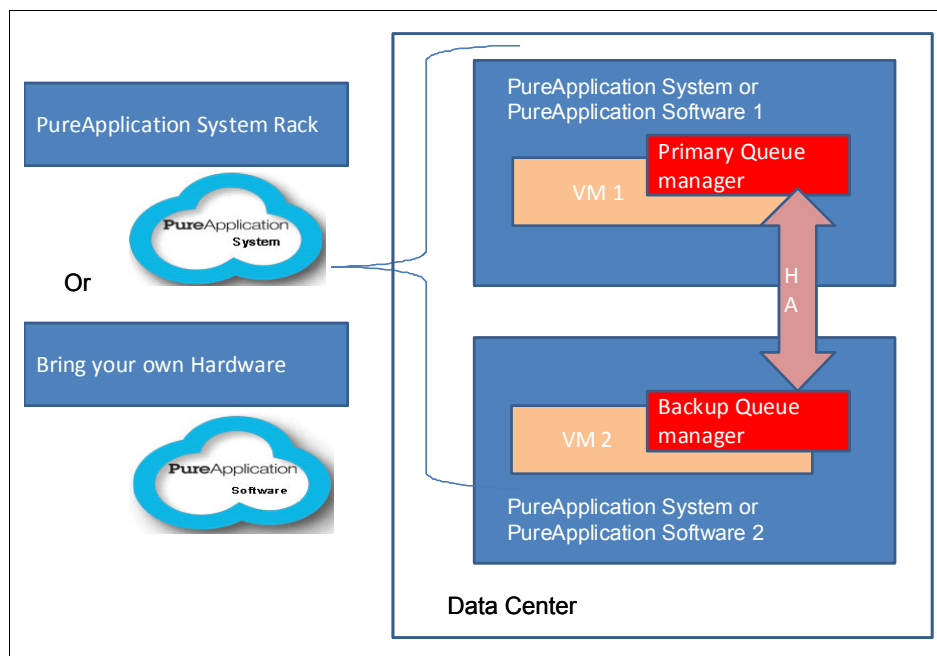 PureApplication System Rack
PureApplication
System
Or
Bring your own Hardware
PureApplication
Software
PureApplication System or
PureApplication Software 1
Primary Queue
manager
VM 1
H
A
Backup Queue
manager
VM 2
PureApplication System or
PureApplication Software 2
Data Center